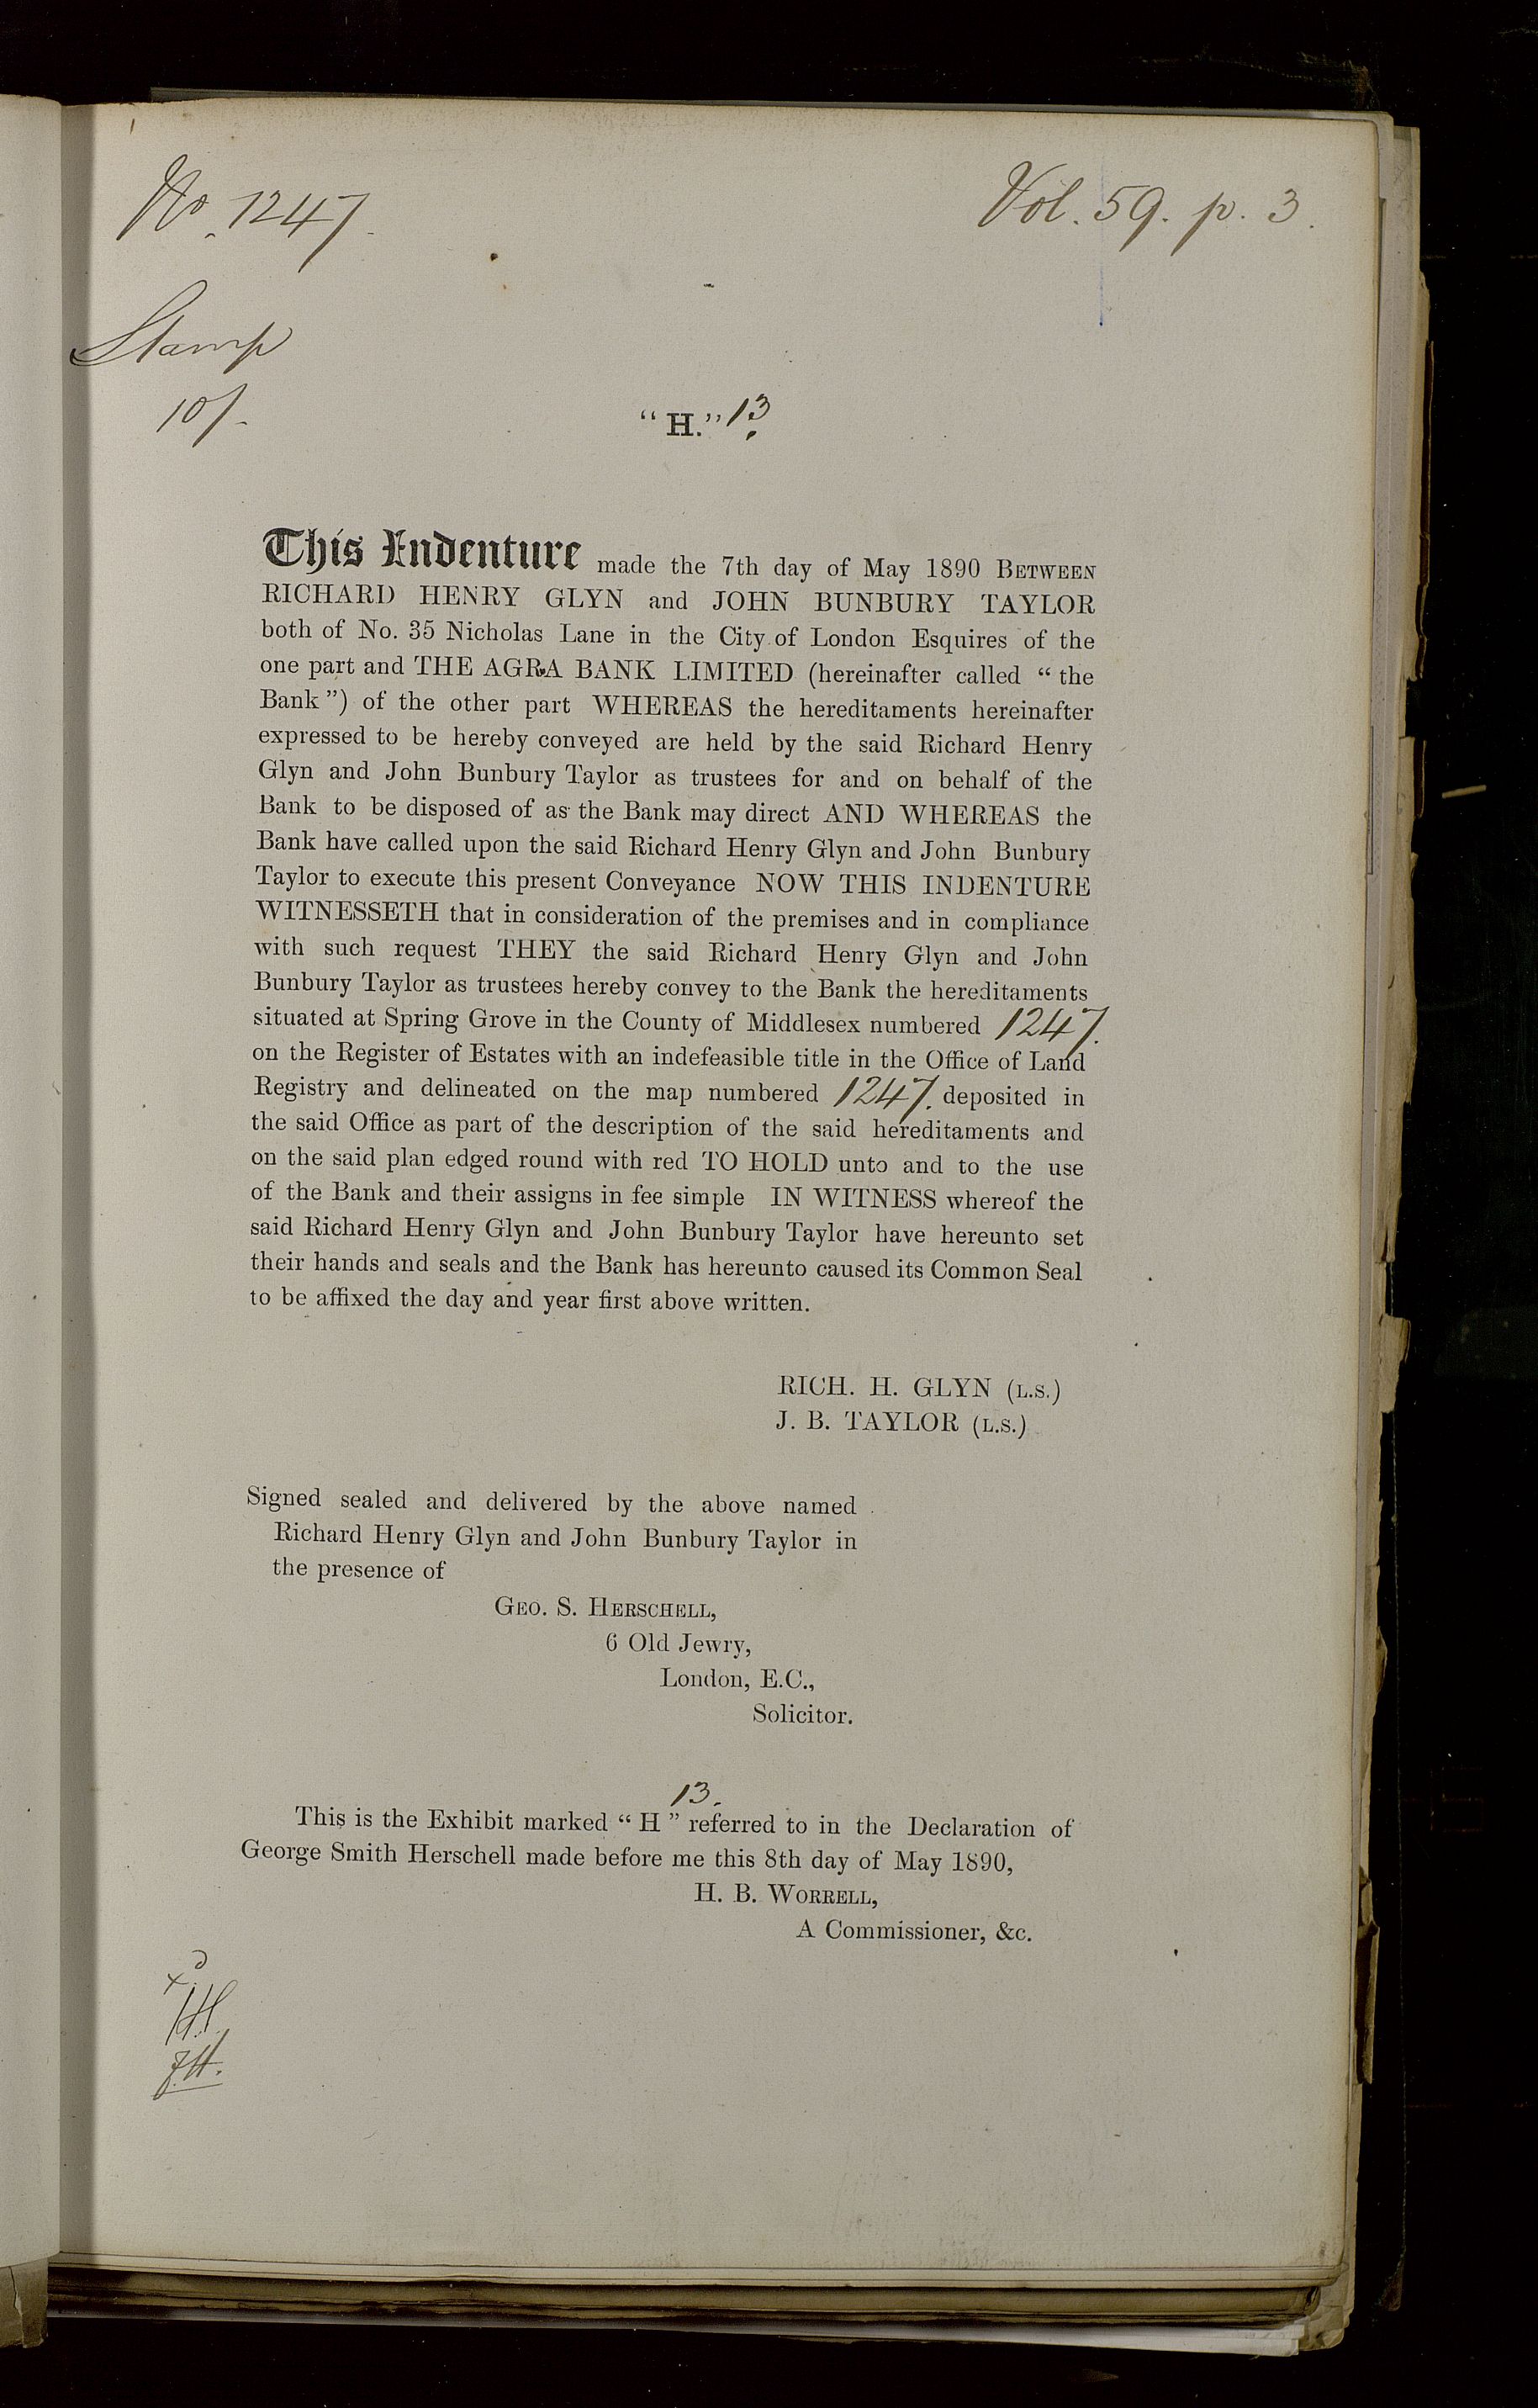 No. 1247.
Vol. 59. p. 3.
Stamp
10/-
"H." 13.
This Indenture made the 7th day of May 1890 BETWEEN
RICHARD HENRY GLYN and JOHN BUNBURY TAYLOR
both of No. 35 Nicholas Lane in the City of London Esquires of the
one part and THE AGRA BANK LIMITED (hereinafter called "the
Bank") of the other part WHEREAS the hereditaments hereinafter
expressed to be hereby conveyed are held by the said Richard Henry
Glyn and John Bunbury Taylor as trustees for and on behalf of the
Bank to be disposed of as the Bank may direct AND WHEREAS the
Bank have called upon the said Richard Henry Glyn and John Bunbury
Taylor to execute this present Conveyance NOW THIS INDENTURE
WITNESSETH that in consideration of the premises and in compliance
with such request THEY the said Richard Henry Glyn and John
Bunbury Taylor as trustees hereby convey to the Bank the hereditaments
situated at Spring Grove in the County of Middlesex numbered 1247.
on the Register of Estates with an indefeasible title in the Office of Land
Registry and delineated on the map numbered 1247. deposited in
the said Office as part of the description of the said hereditaments and
on the said plan edged round with red TO HOLD unto and to the use
of the Bank and their assigns in fee simple IN WITNESS whereof the
said Richard Henry Glyn and John Bunbury Taylor have hereunto set
their hands and seals and the Bank has hereunto caused its Common Seal
to be affixed the day and year first above written.
RICH. H. GLYN (L.S.)
J. B. TAYLOR (L.S.)
Signed sealed and delivered by the above named
Richard Henry Glyn and John Bunbury Taylor in
the presence of
GEO. S. HERSCHELL,
6 Old Jewry,
London, E.C.,
Solicitor.
13.
This is the Exhibit marked "H" referred to in the Declaration of
George Smith Herschell made before me this 8th day of May 1890,
H. B. WORRELL,
A Commissioner, &c.